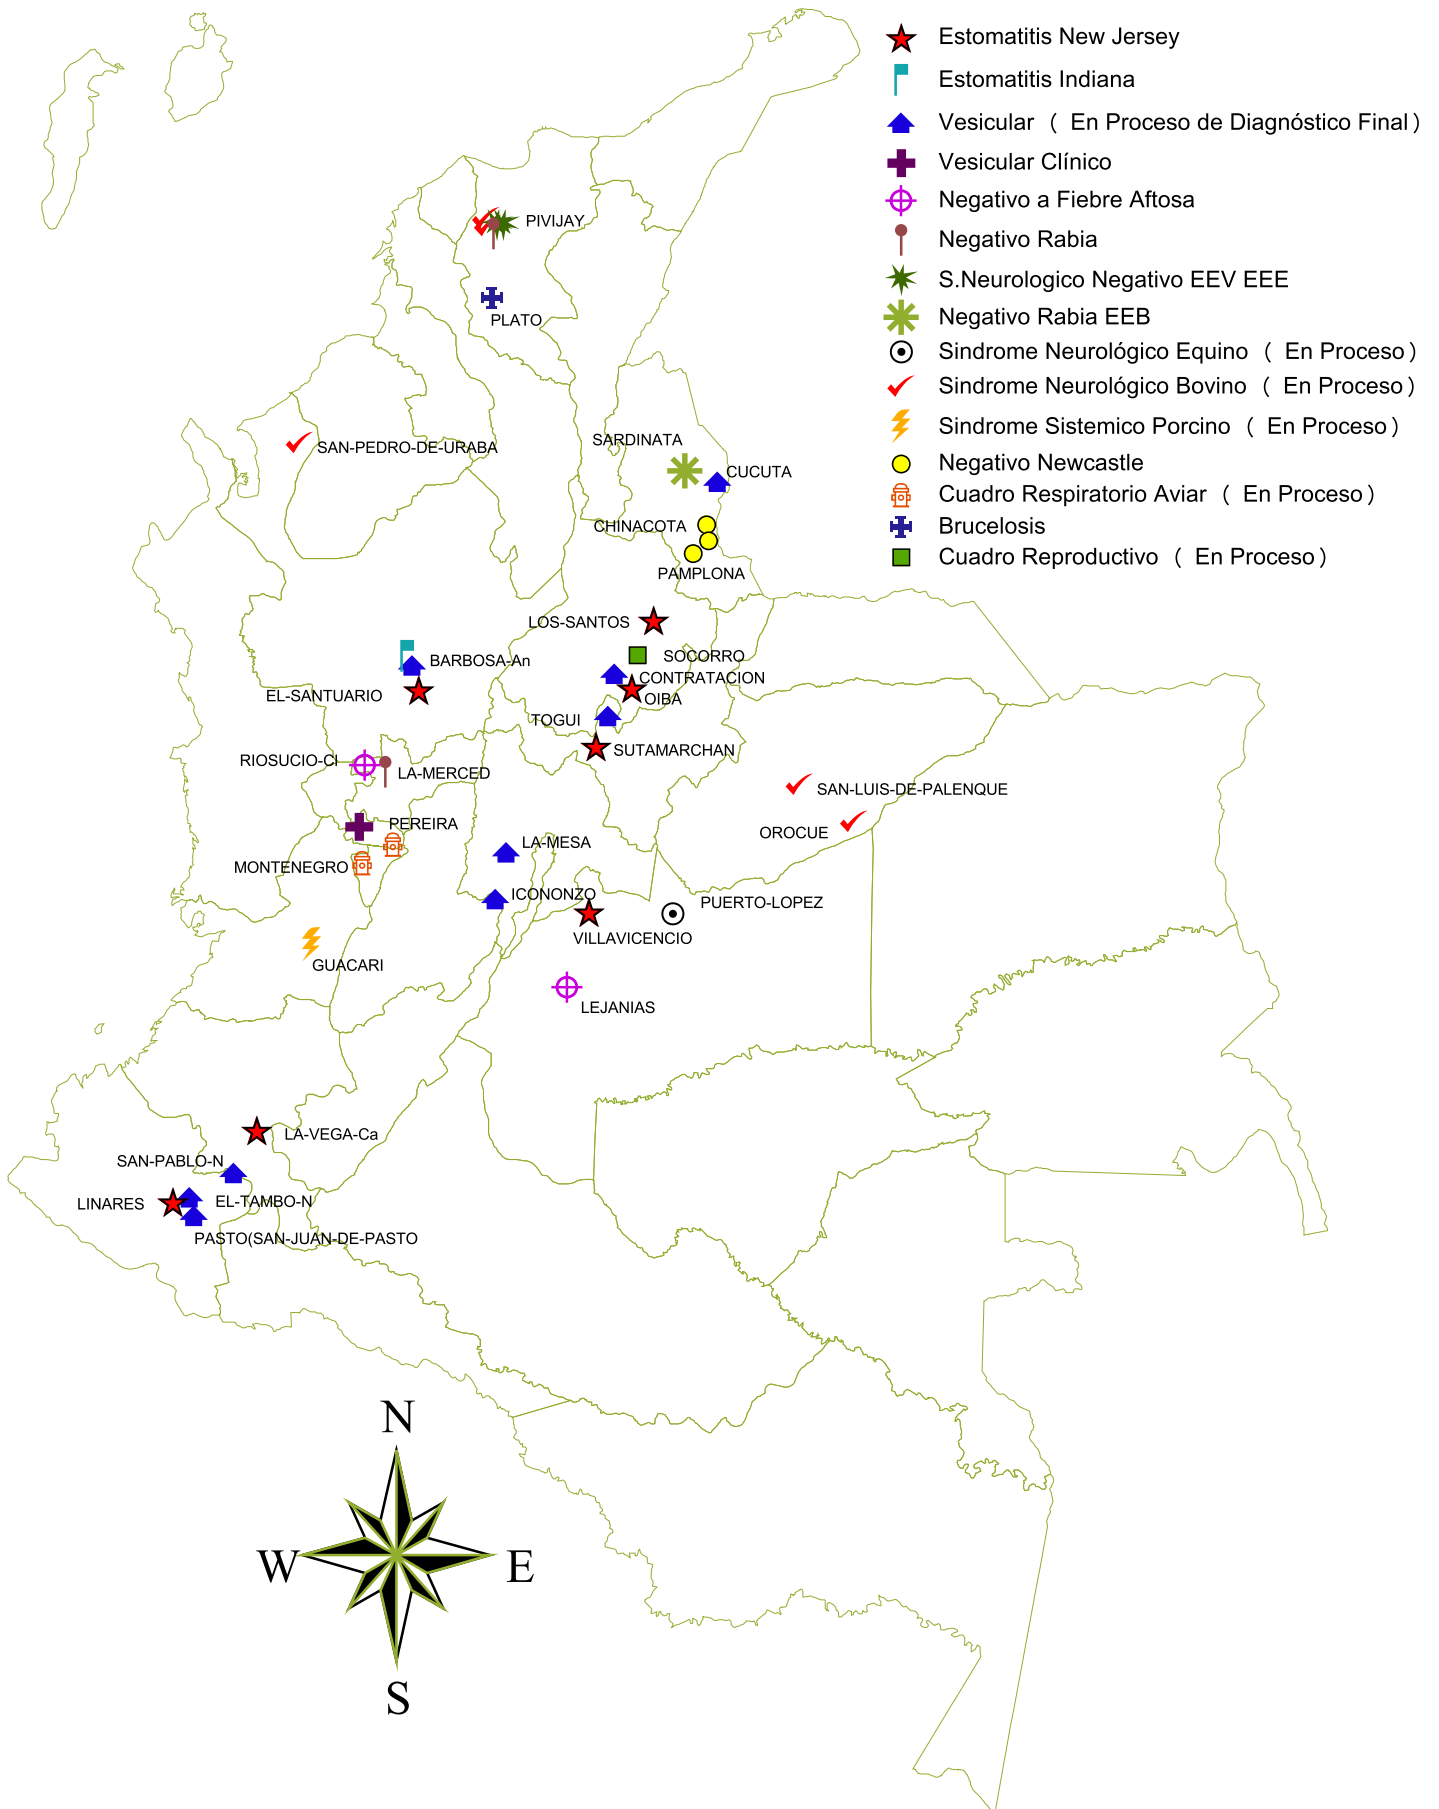 Estomatitis New Jersey
Estomatitis Indiana
Vesicular ( En Proceso de Diagnóstico Final )
Vesicular Clínico
Negativo a Fiebre Aftosa
Negativo Rabia
S.Neurologico Negativo EEV EEE
Negativo Rabia EEB
Sindrome Neurológico Equino ( En Proceso )
Sindrome Neurológico Bovino ( En Proceso )
Sindrome Sistemico Porcino ( En Proceso )
Negativo Newcastle
Cuadro Respiratorio Aviar ( En Proceso )
Brucelosis
Cuadro Reproductivo ( En Proceso )
PIVIJAY
PLATO
SAN-PEDRO-DE-URABA
SARDINATA
CUCUTA
CHINACOTA
PAMPLONA
LOS-SANTOS
SOCORRO
BARBOSA-An
CONTRATACION
EL-SANTUARIO
OIBA
TOGUI
SUTAMARCHAN
RIOSUCIO-Cl
LA-MERCED
SAN-LUIS-DE-PALENQUE
PEREIRA
OROCUE
LA-MESA
MONTENEGRO
ICONONZO
PUERTO-LOPEZ
VILLAVICENCIO
GUACARI
LEJANIAS
LA-VEGA-Ca
SAN-PABLO-N
EL-TAMBO-N
LINARES
PASTO(SAN-JUAN-DE-PASTO
N
W
E
S